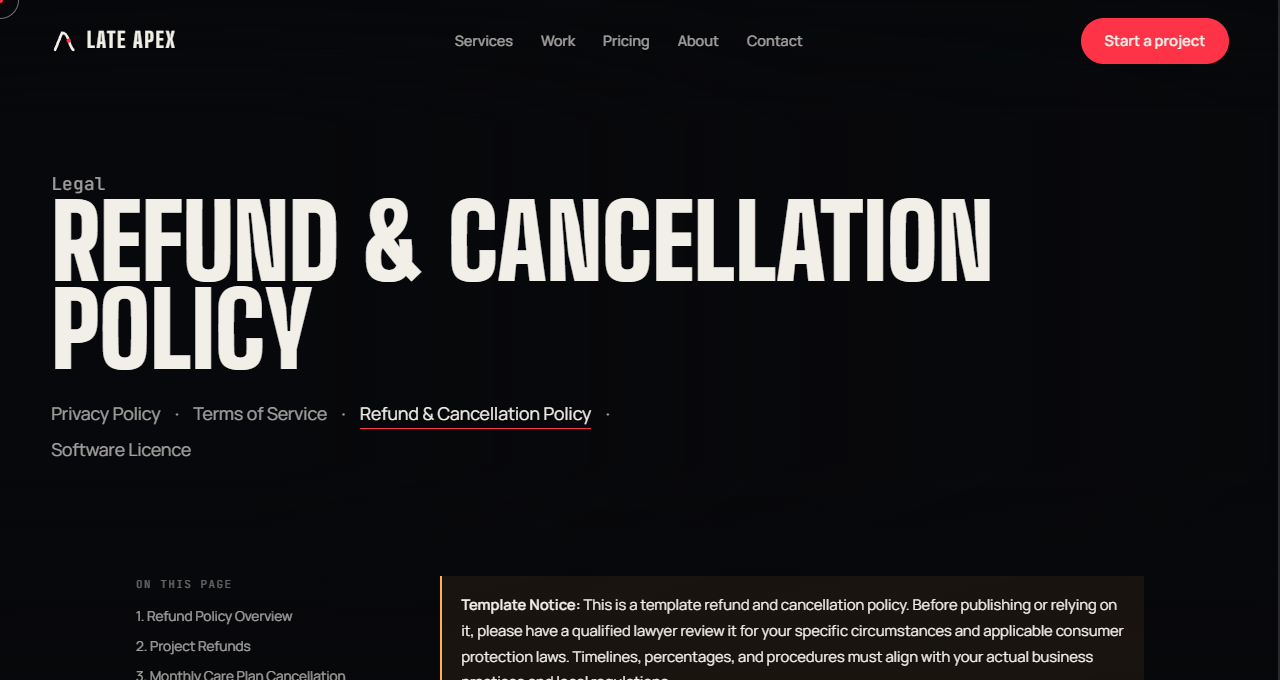 LATE APEX
Services Work Pricing About Contact
Start a project
Legal
REFUND & CANCELLATION
POLICY
Privacy Policy · Terms of Service · Refund & Cancellation Policy ·
Software Licence
ON THIS PAGE
1. Refund Policy Overview
2. Project Refunds
3. Monthly Care Plan Cancellation
Template Notice: This is a template refund and cancellation policy. Before publishing or relying on
it, please have a qualified lawyer review it for your specific circumstances and applicable consumer
protection laws. Timelines, percentages, and procedures must align with your actual business
practices and local regulations.